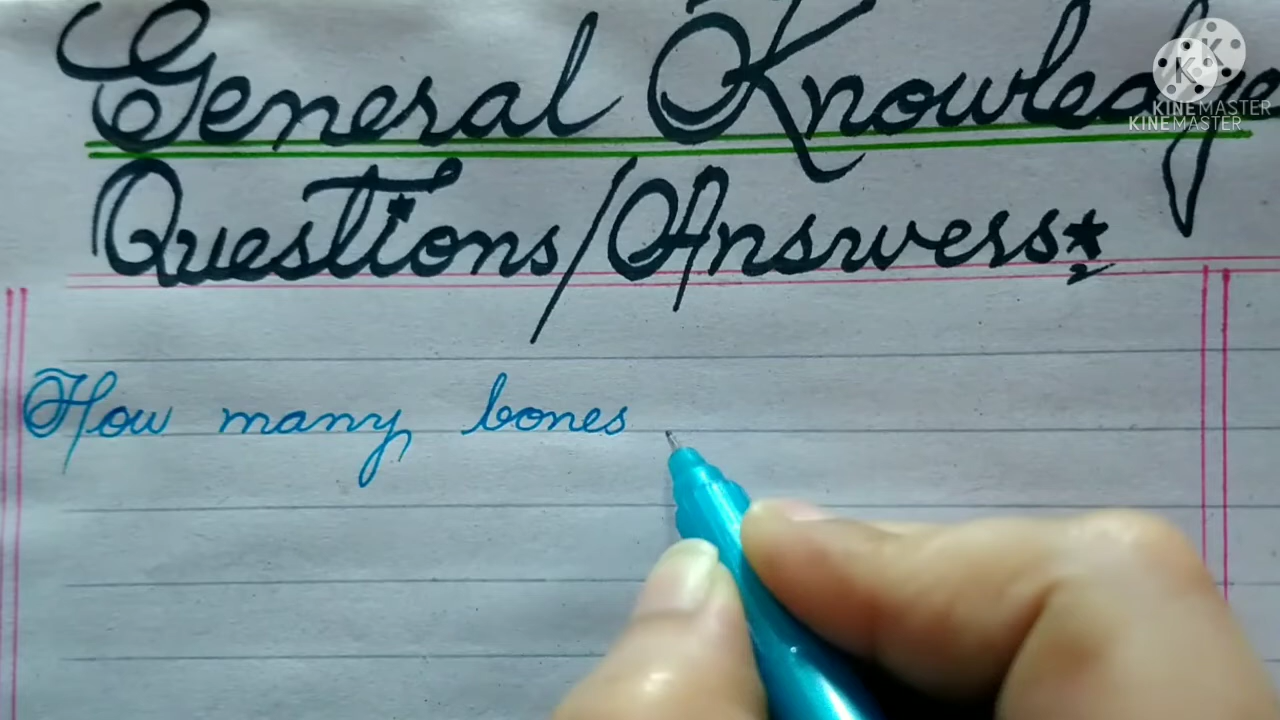 General Knowledge
Questions/Answers
How many bones
KINEMASTER
KINEMASTER